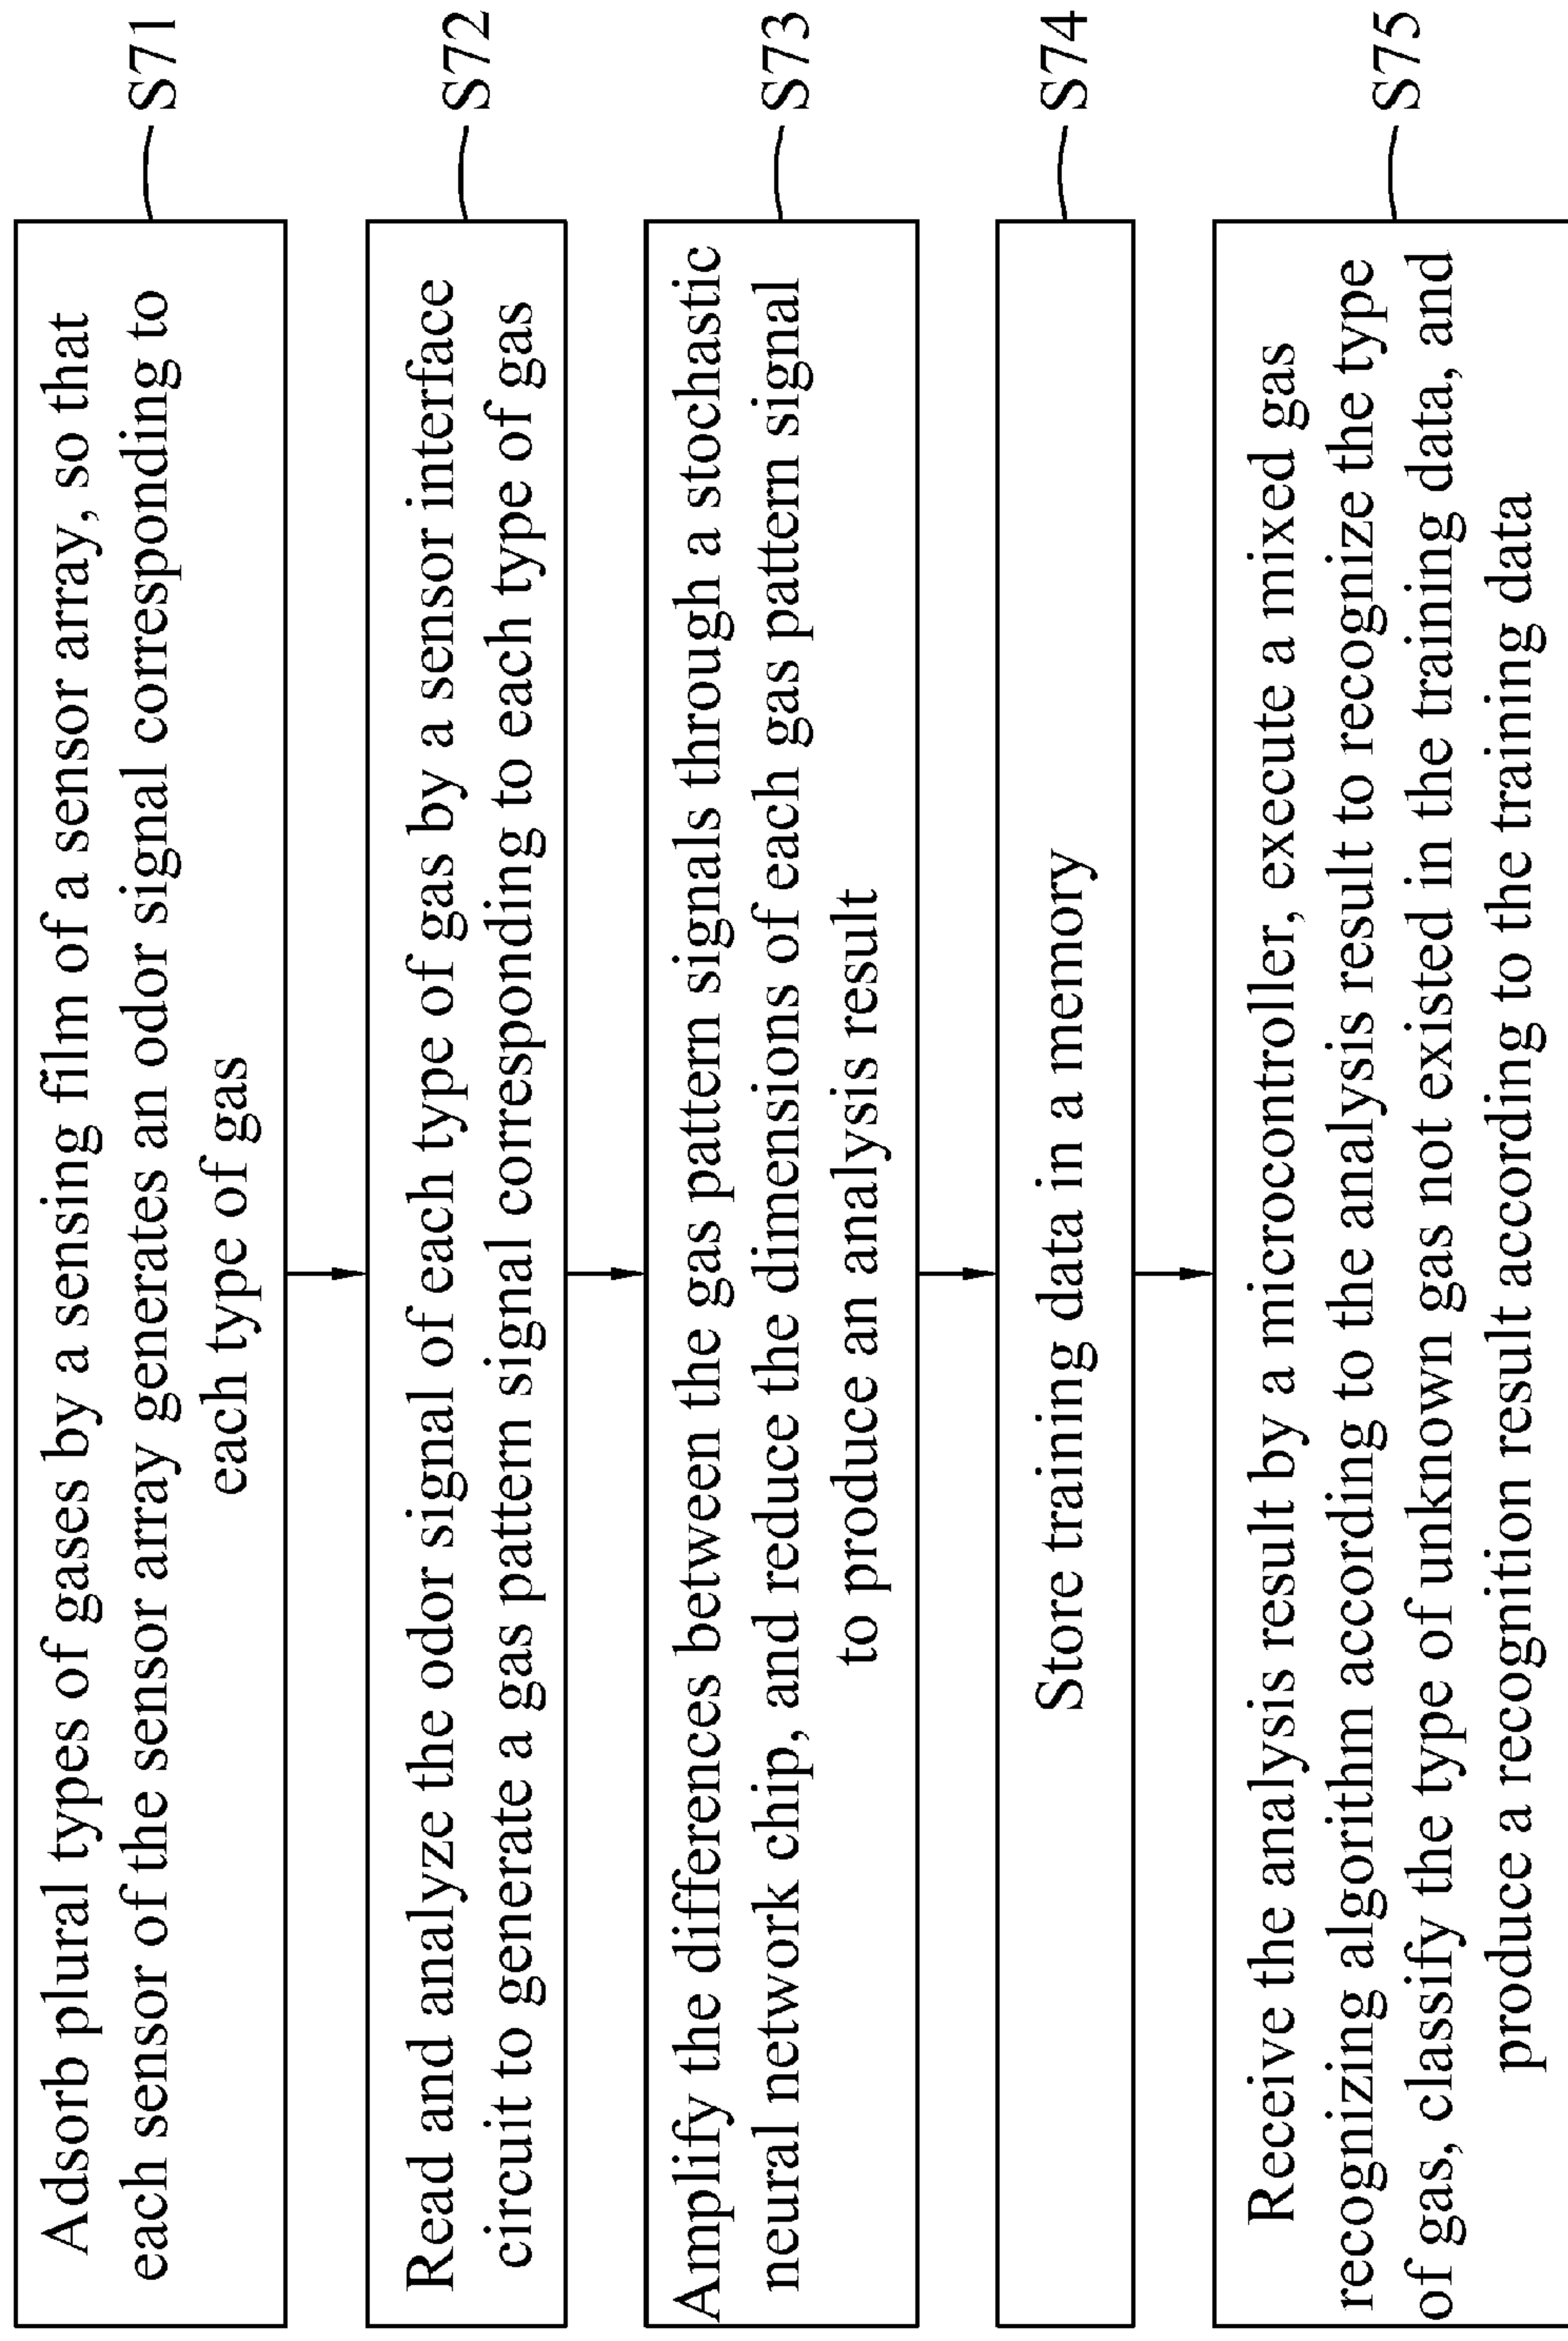 Adsorb plural types of gases by a sensing film of a sensor array, so that
each sensor of the sensor array generates an odor signal corresponding to
each type of gas
S71
Read and analyze the odor signal of each type of gas by a sensor interface
circuit to generate a gas pattern signal corresponding to each type of gas
S72
Amplify the differences between the gas pattern signals through a stochastic
neural network chip, and reduce the dimensions of each gas pattern signal
to produce an analysis result
S73
Store training data in a memory
S74
Receive the analysis result by a microcontroller, execute a mixed gas
recognizing algorithm according to the analysis result to recognize the type
of gas, classify the type of unknown gas not existed in the training data, and
produce a recognition result according to the training data
S75